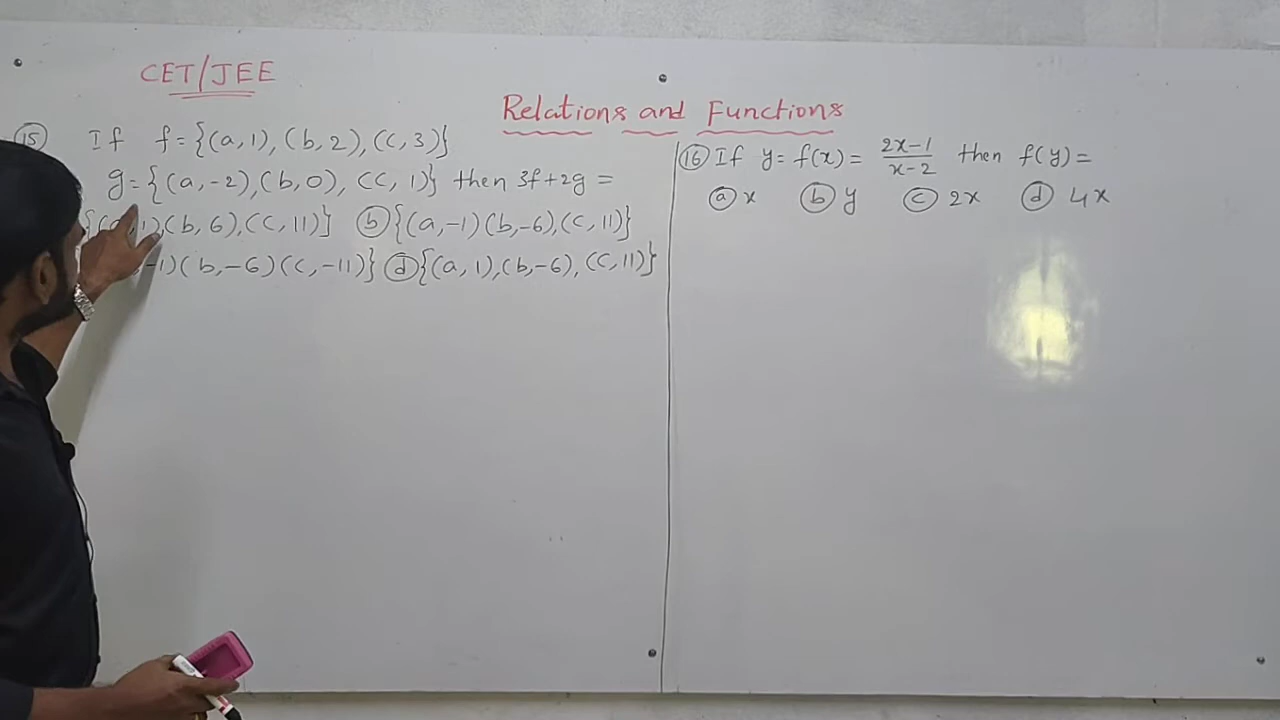 CET/JEE
Relations and Functions
15 If f={(a,1),(b,2),(c,3)}
g={(a,-2),(b,0),(c,1)} then 3f+2g=
{( ,1),(b,6),(c,11)} ⓑ{(a,-1)(b,-6),(c,11)}
-1)(b,-6)(c,-11)} ⓓ{(a,1),(b,-6),(c,11)}
⑯ If y=f(x)= 2x-1/x-2 then f(y)=
ⓐ x ⓑ y ⓒ 2x ⓓ 4x